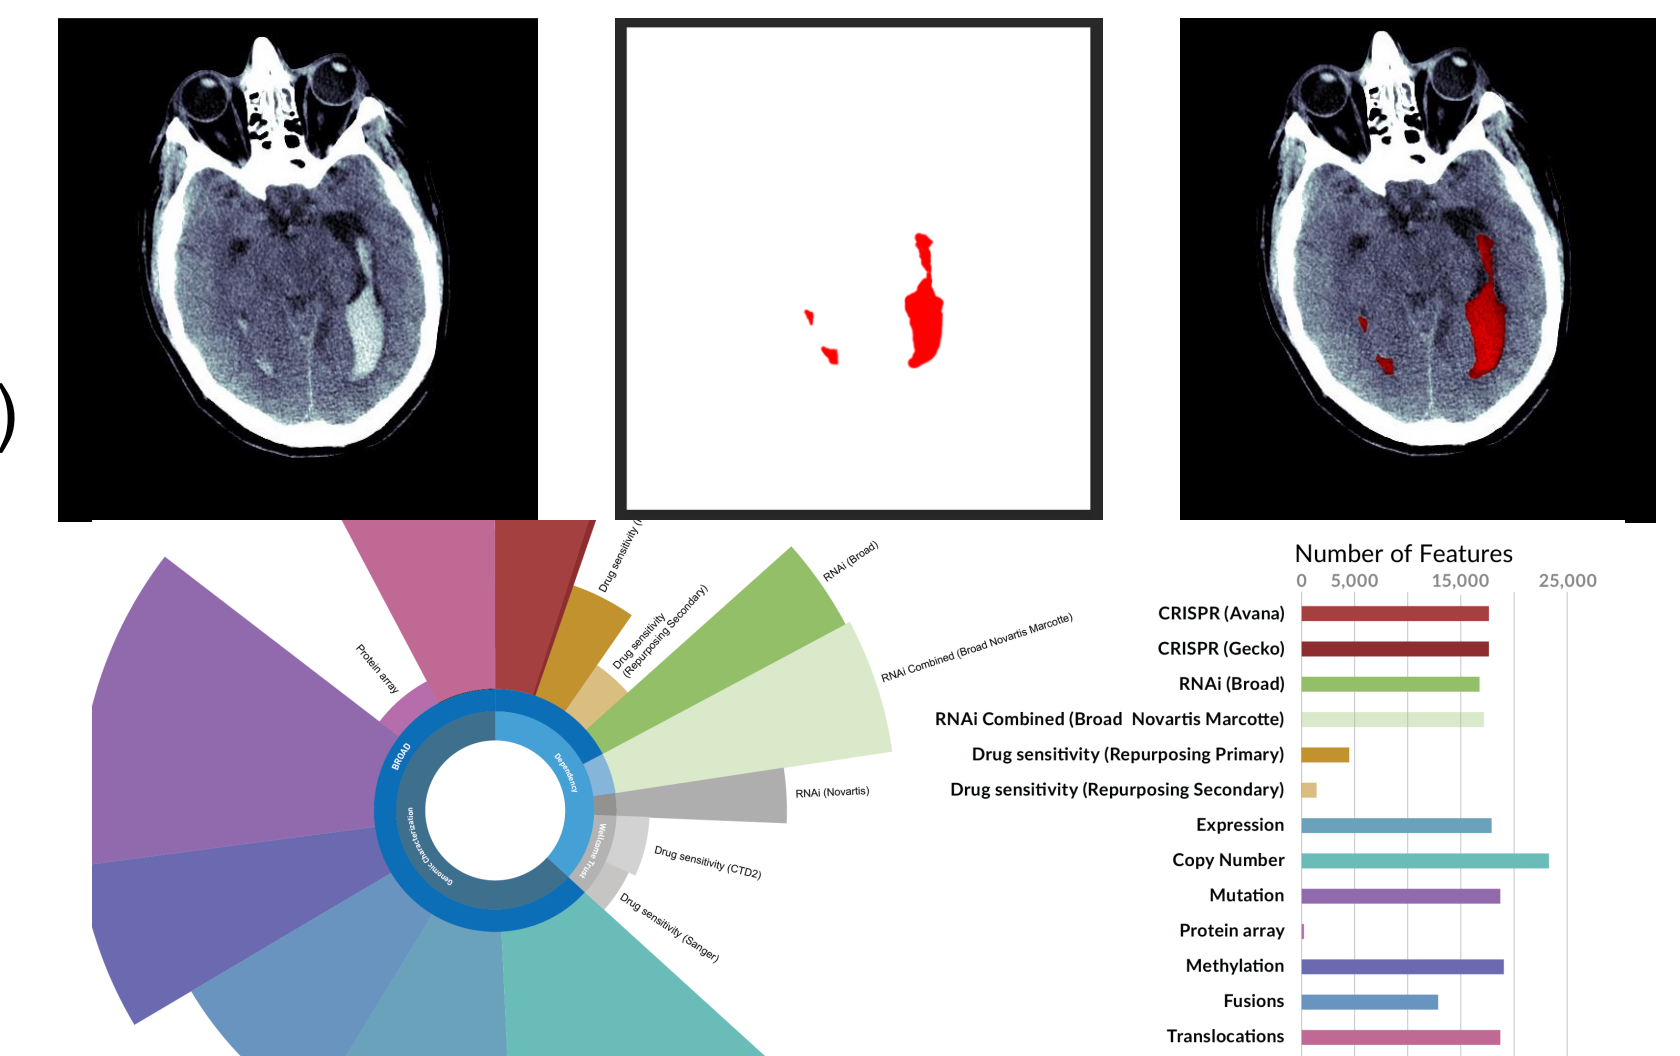 )
Drug sensitivity (
Drug sensitivity
(Repurposing Secondary)
RNAi (Broad)
RNAi Combined (Broad Novartis Marcotte)
RNAi (Novartis)
Drug sensitivity (CTD2)
Drug sensitivity (Sanger)
Protein array
BROAD
Dependency
Wellcome Trust
Genomic Characterization
Number of Features
0 5,000 15,000 25,000
CRISPR (Avana)
CRISPR (Gecko)
RNAi (Broad)
RNAi Combined (Broad Novartis Marcotte)
Drug sensitivity (Repurposing Primary)
Drug sensitivity (Repurposing Secondary)
Expression
Copy Number
Mutation
Protein array
Methylation
Fusions
Translocations